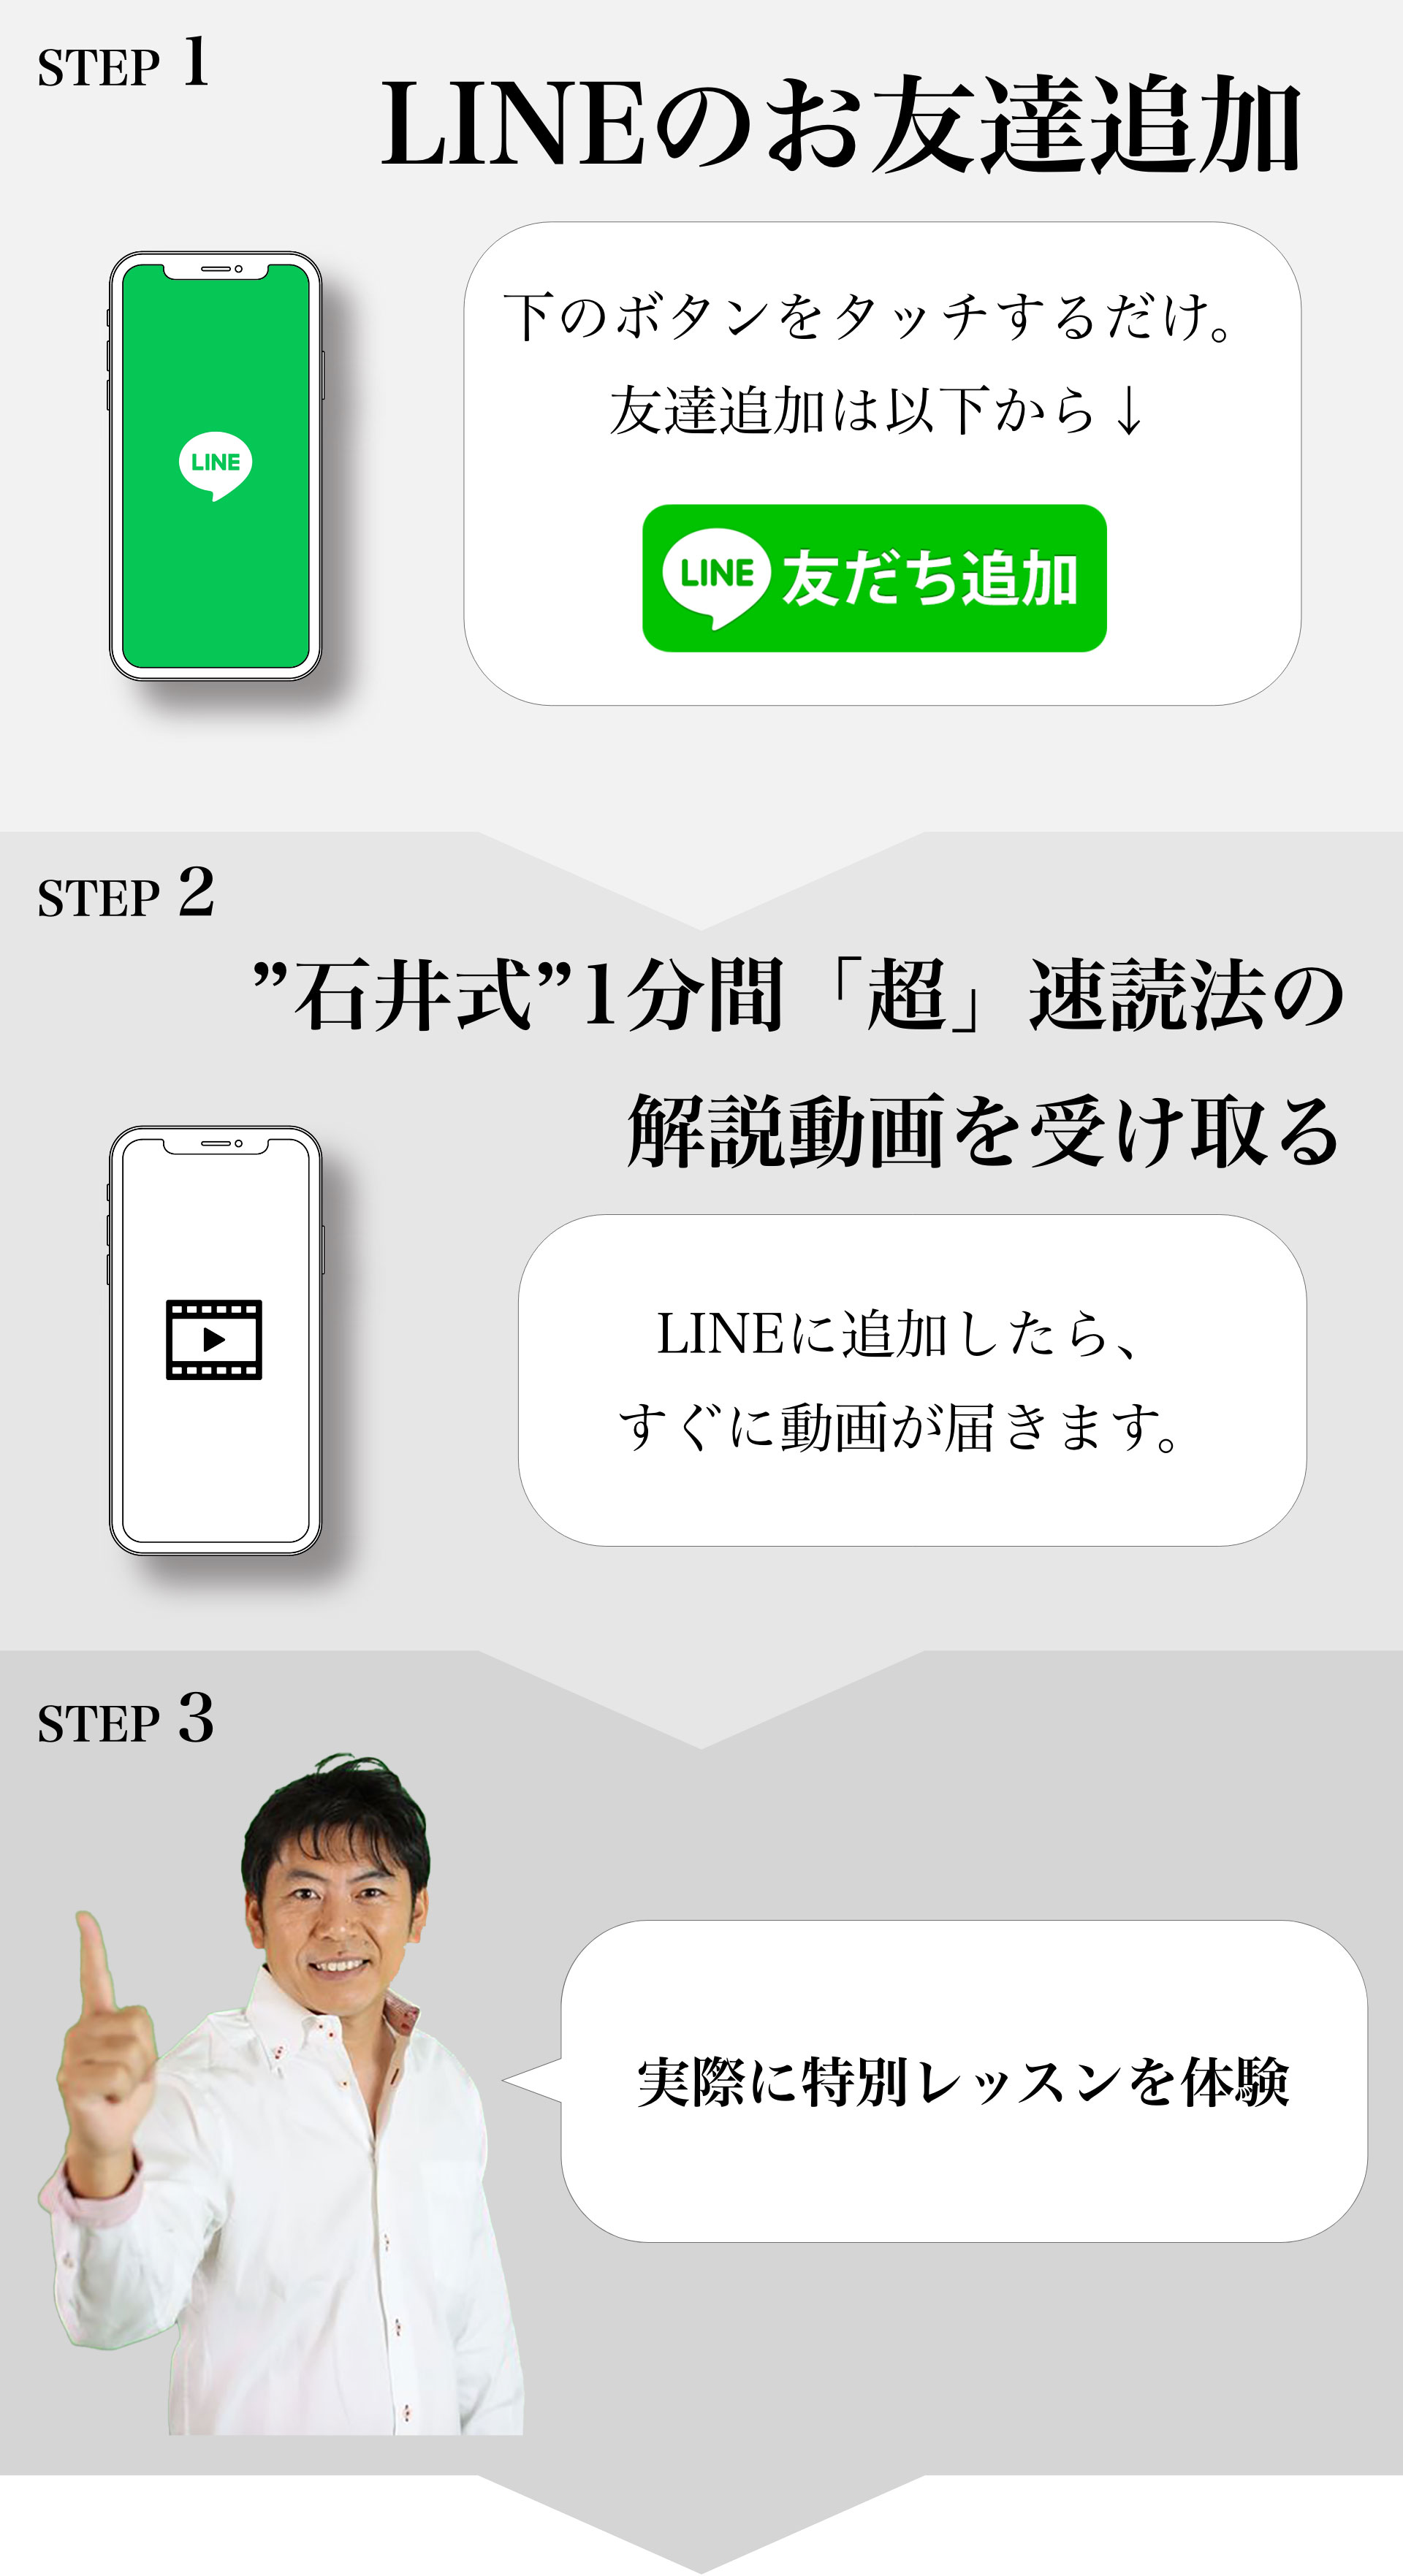 STEP 1
LINEのお友達追加
LINE
下のボタンをタッチするだけ。
友達追加は以下から↓
LINE 友だち追加
STEP 2
”石井式”1分間「超」速読法の
解説動画を受け取る
LINEに追加したら、
すぐに動画が届きます。
STEP 3
実際に特別レッスンを体験